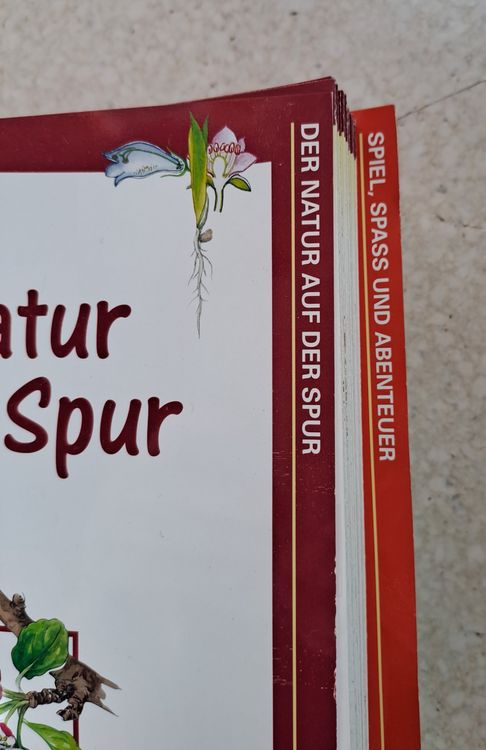 atur
Spur
DER NATUR AUF DER SPUR
SPIEL, SPASS UND ABENTEUER